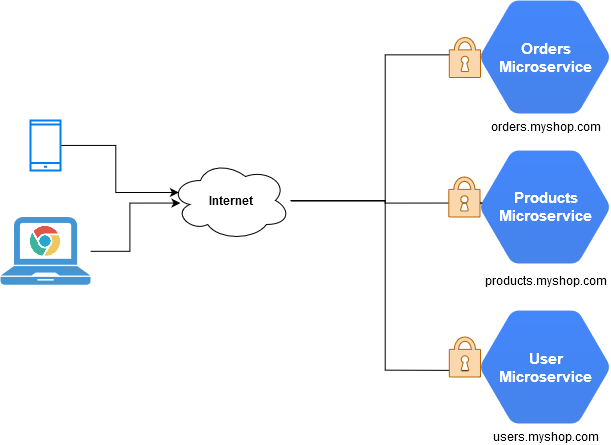 Orders
Microservice
orders.myshop.com
Internet
Products
Microservice
products.myshop.com
User
Microservice
users.myshop.com